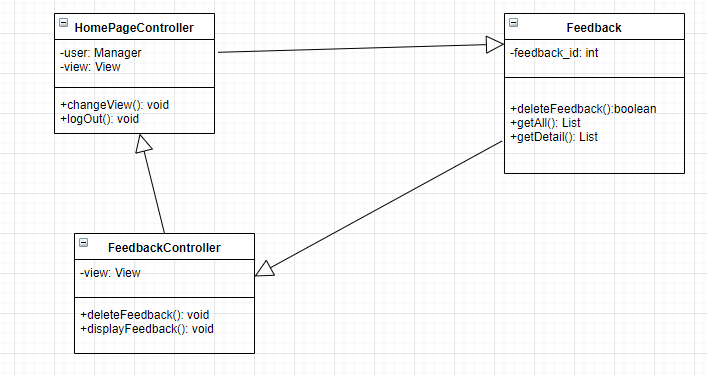 HomePageController
-user: Manager
-view: View
+changeView(): void
+logOut(): void
Feedback
-feedback_id: int
+deleteFeedback():boolean
+getAll(): List
+getDetail(): List
FeedbackController
-view: View
+deleteFeedback(): void
+displayFeedback(): void